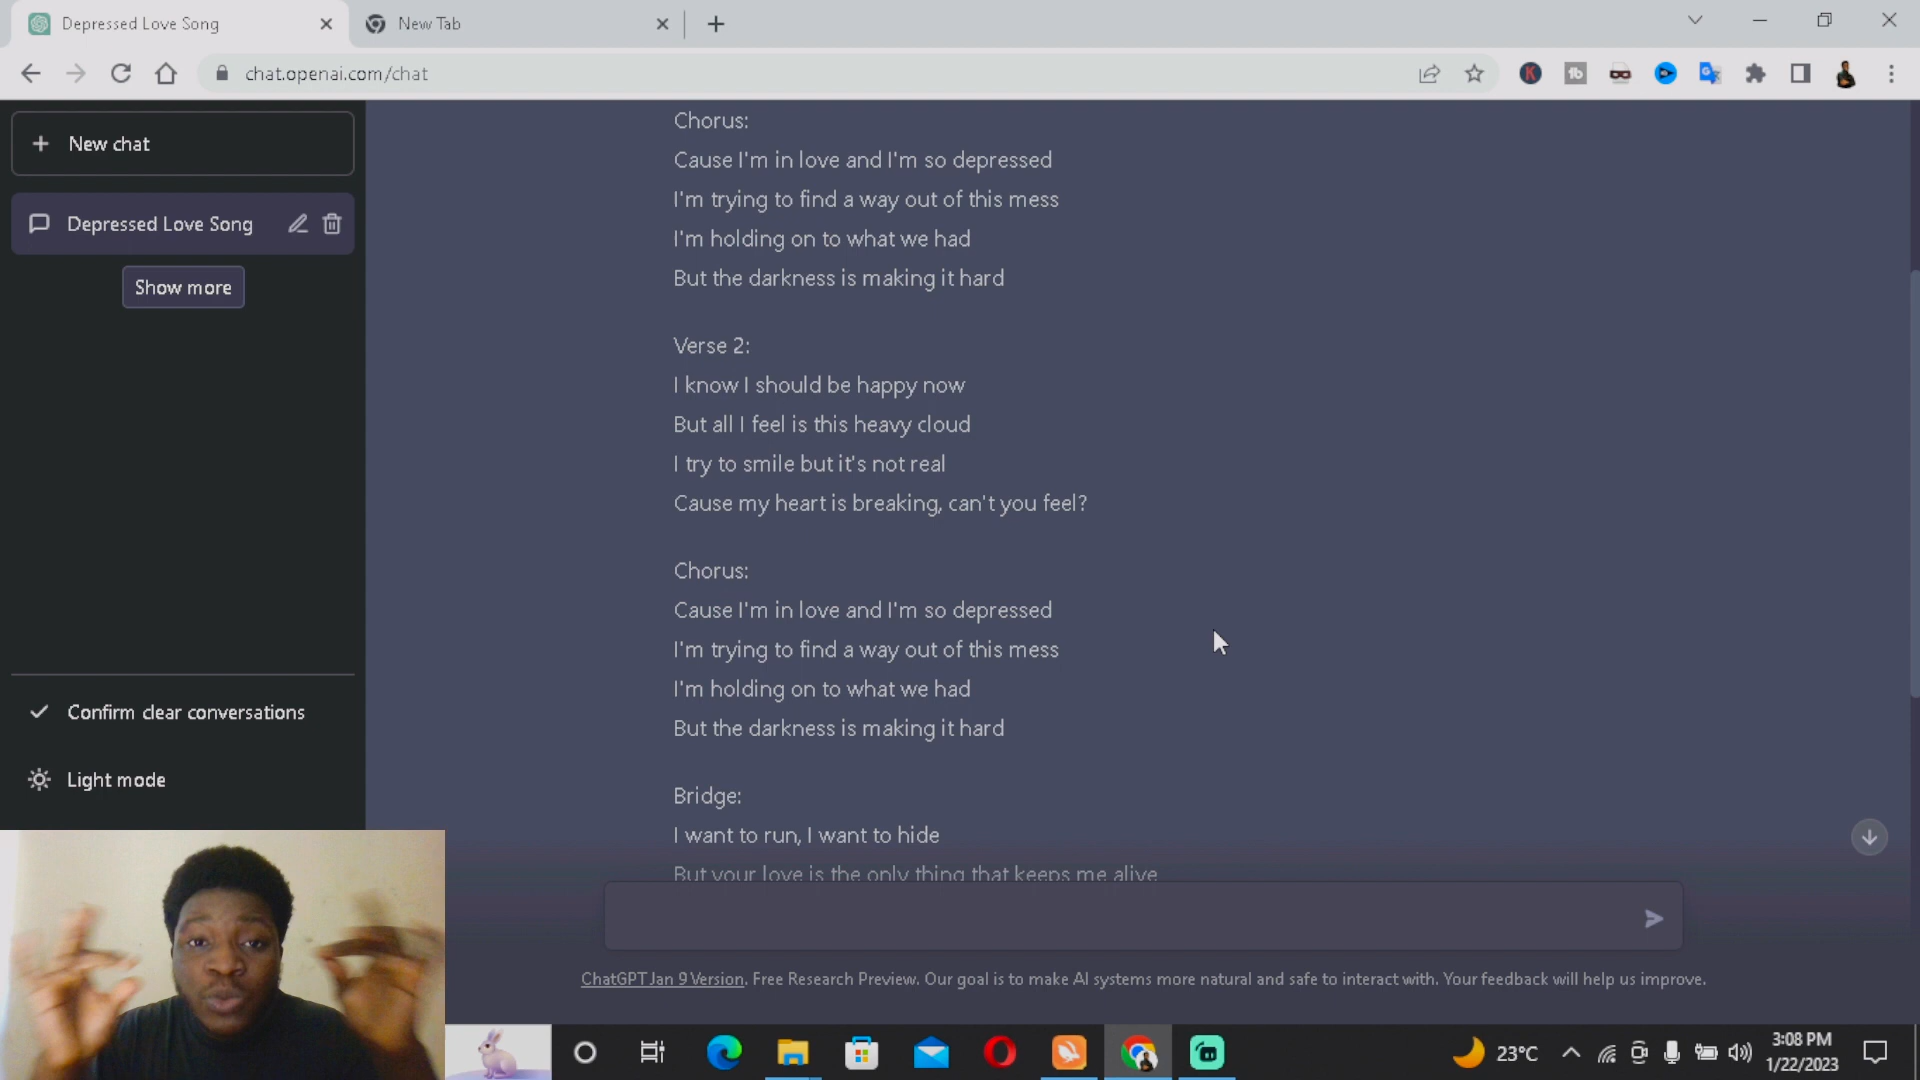 Depressed Love Song
New Tab
chat.openai.com/chat
New chat
Depressed Love Song
Show more
Confirm clear conversations
Light mode
Chorus:
Cause I'm in love and I'm so depressed
I'm trying to find a way out of this mess
I'm holding on to what we had
But the darkness is making it hard
Verse 2:
I know I should be happy now
But all I feel is this heavy cloud
I try to smile but it's not real
Cause my heart is breaking, can't you feel?
Chorus:
Cause I'm in love and I'm so depressed
I'm trying to find a way out of this mess
I'm holding on to what we had
But the darkness is making it hard
Bridge:
I want to run, I want to hide
But your love is the only thing that keeps me alive
ChatGPT Jan 9 Version. Free Research Preview. Our goal is to make AI systems more natural and safe to interact with. Your feedback will help us improve.
23°C
3:08 PM
1/22/2023